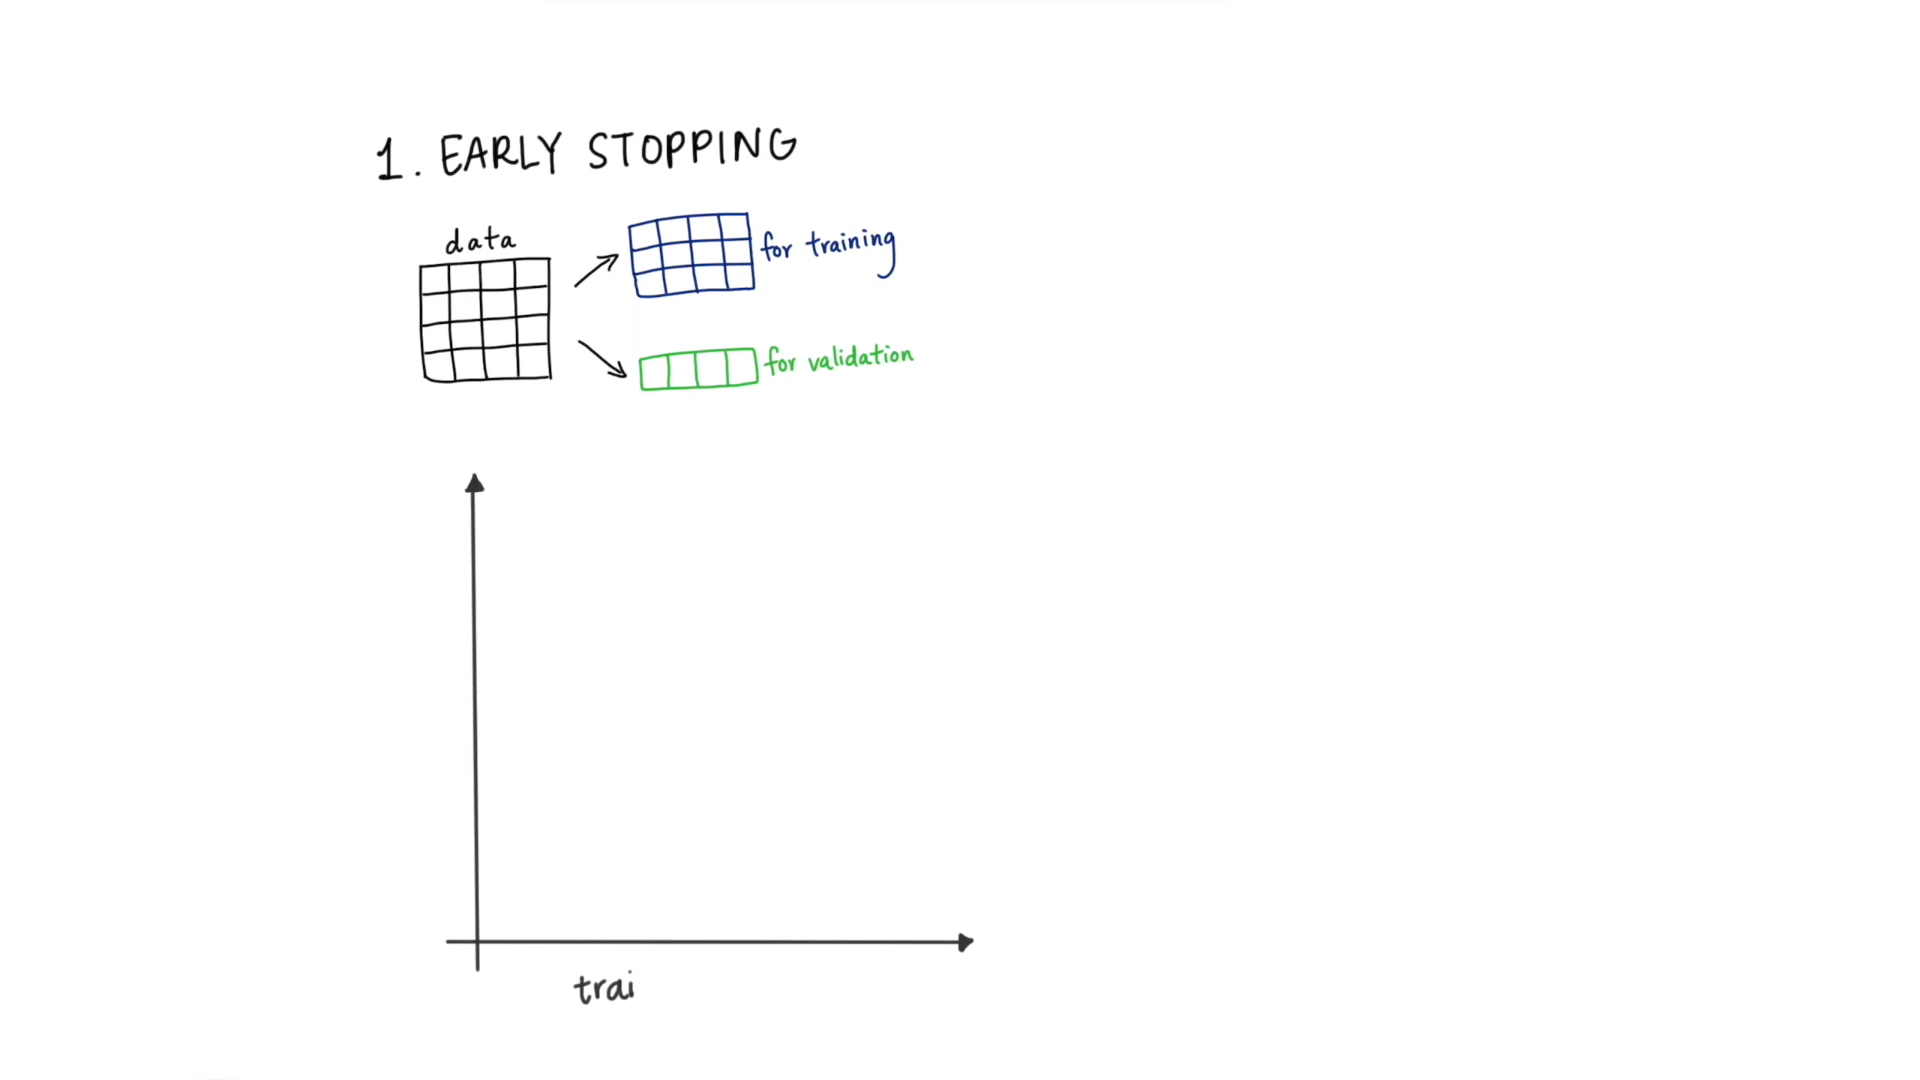 1. EARLY STOPPING
data
for training
for validation
trai